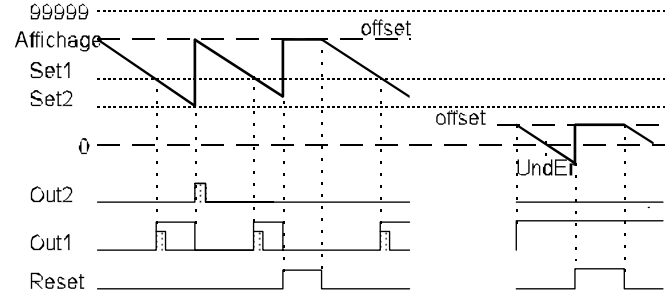 99999
Affichage
offset
Set1
Set2
offset
0
UndEr
Out2
Out1
Reset